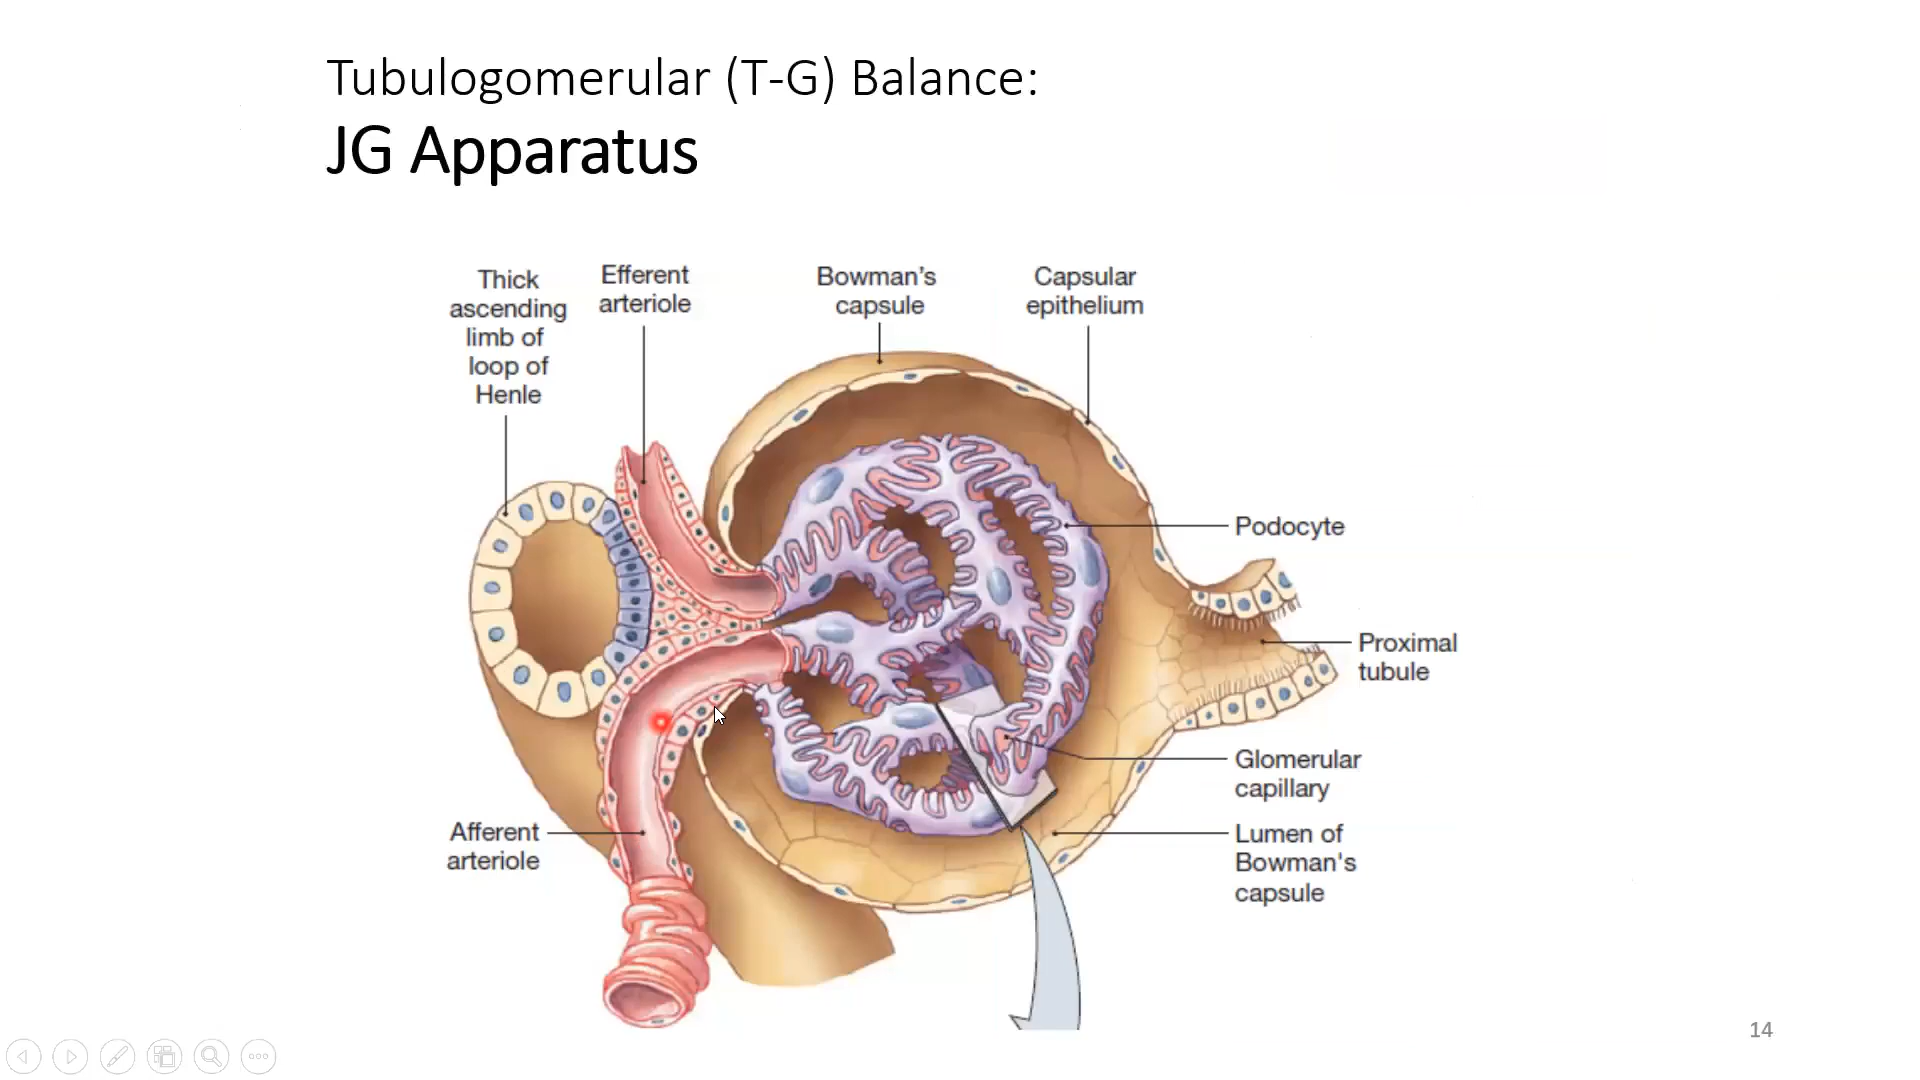 Tubulogomerular (T-G) Balance:
JG Apparatus
Thick
ascending
limb of
loop of
Henle
Efferent
arteriole
Bowman's
capsule
Capsular
epithelium
Podocyte
Proximal
tubule
Glomerular
capillary
Afferent
arteriole
Lumen of
Bowman's
capsule
14